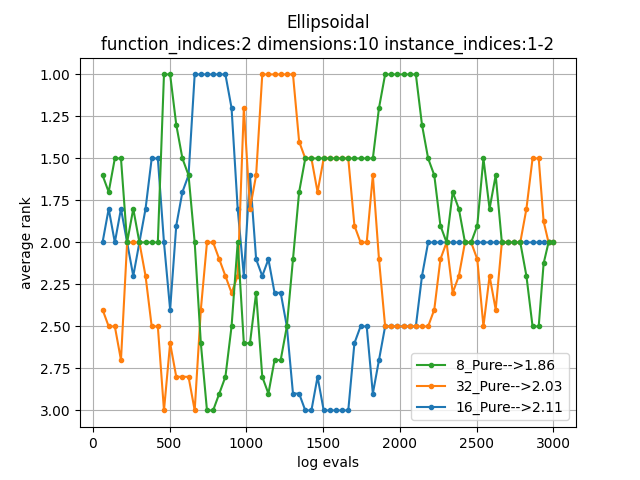 Ellipsoidal
function_indices:2 dimensions:10 instance_indices:1-2
average rank
1.00
1.25
1.50
1.75
2.00
2.25
2.50
2.75
3.00
8_Pure-->1.86
32_Pure-->2.03
16_Pure-->2.11
0
500
1000
1500
2000
2500
3000
log evals